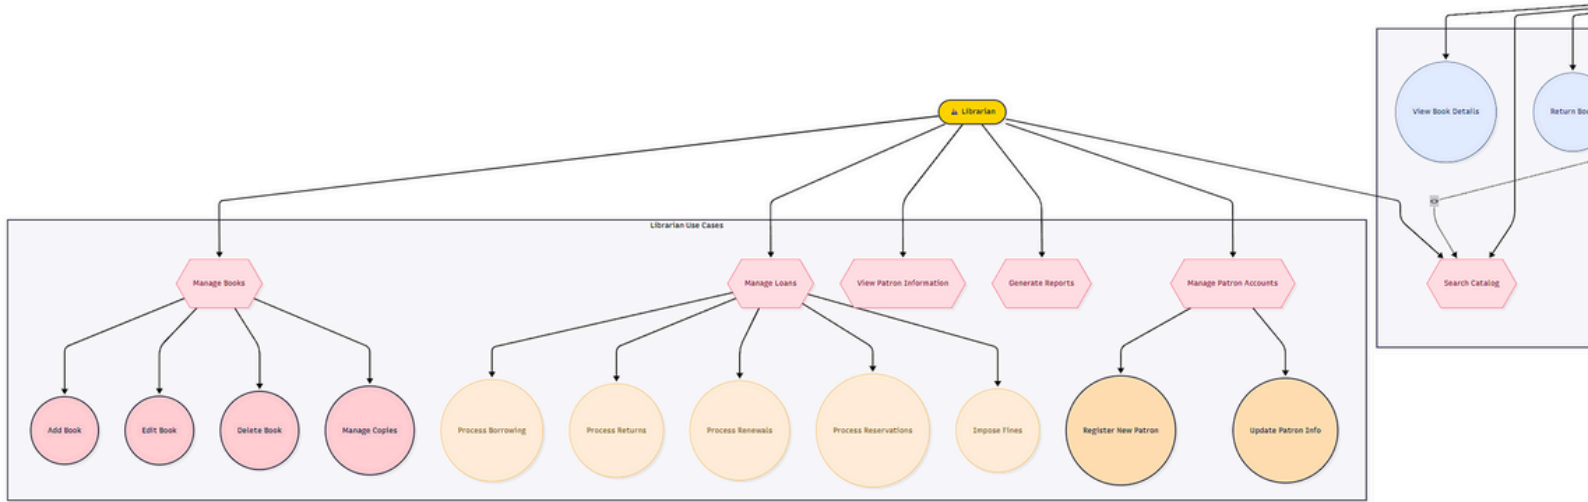 Librarian
View Book Details
Return Boo
Librarian Use Cases
Manage Books
Manage Loans
View Patron Information
Generate Reports
Manage Patron Accounts
Search Catalog
Add Book
Edit Book
Delete Book
Manage Copies
Process Borrowing
Process Returns
Process Renewals
Process Reservations
Impose Fines
Register New Patron
Update Patron Info